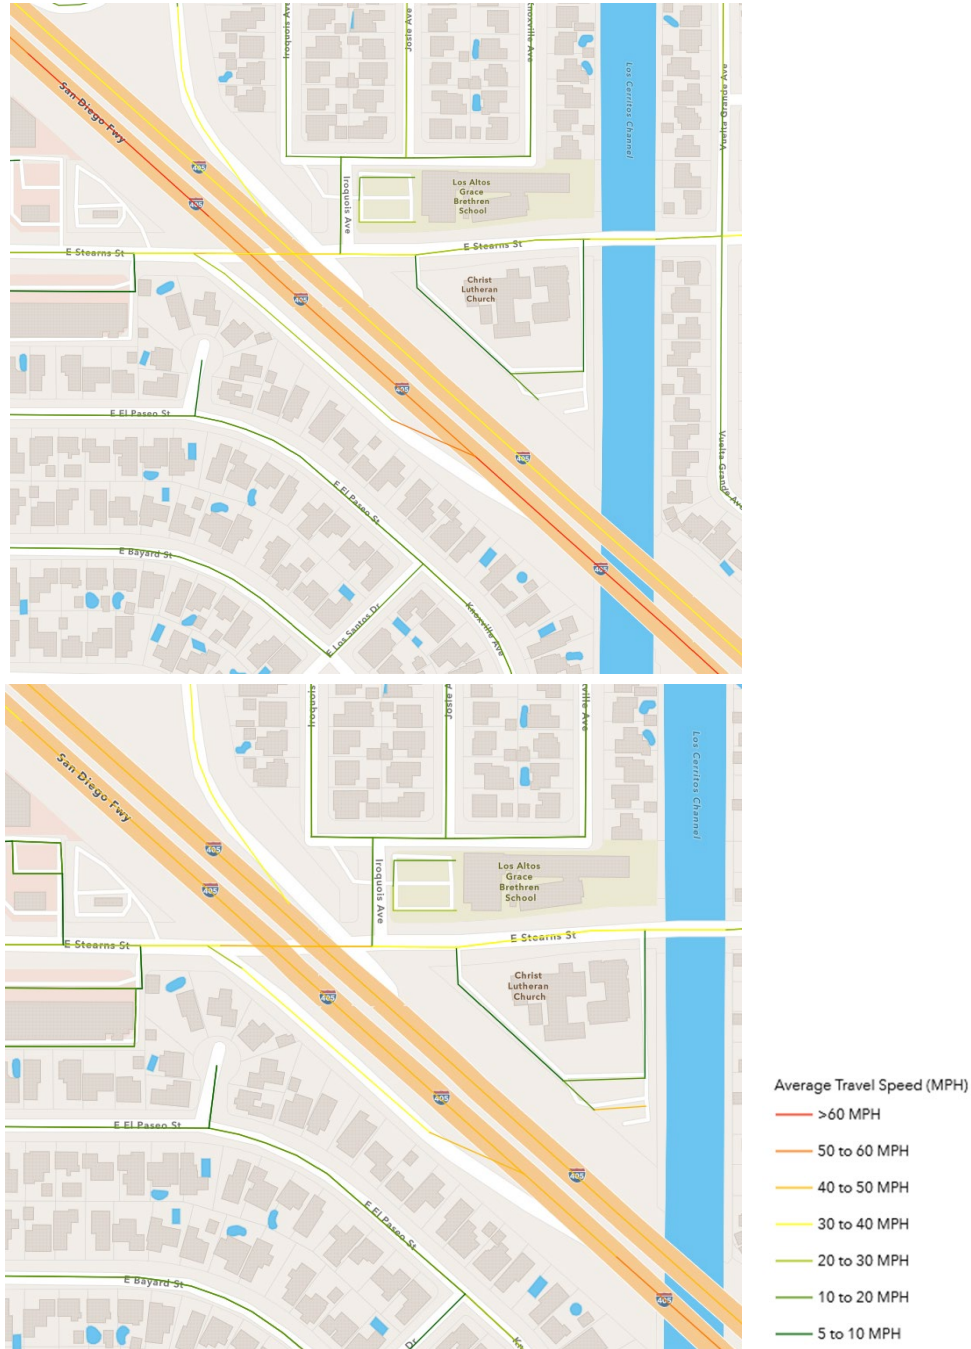 Iroquois Ave
Josie Ave
Knoxville Ave
Los Cerritos Channel
Vuelta Grande Ave
San Diego Fwy
405
405
Iroquois Ave
Los Altos
Grace
Brethren
School
E Stearns St
E Stearns St
Christ
Lutheran
Church
405
405
E El Paseo St
405
Vuelta Grande Ave
E El Paseo St
E Bayard St
405
E Los Santos Dr
Knoxville Ave
Iroquois
Josie A
ville Ave
Los Cerritos Channel
San Diego Fwy
405
405
Iroquois Ave
Los Altos
Grace
Brethren
School
E Stearns St
E Stearns St
Christ
Lutheran
Church
405
405
E El Paseo St
405
E El Paseo St
E Bayard St
405
Dr
Kn
Average Travel Speed (MPH)
>60 MPH
50 to 60 MPH
40 to 50 MPH
30 to 40 MPH
20 to 30 MPH
10 to 20 MPH
5 to 10 MPH